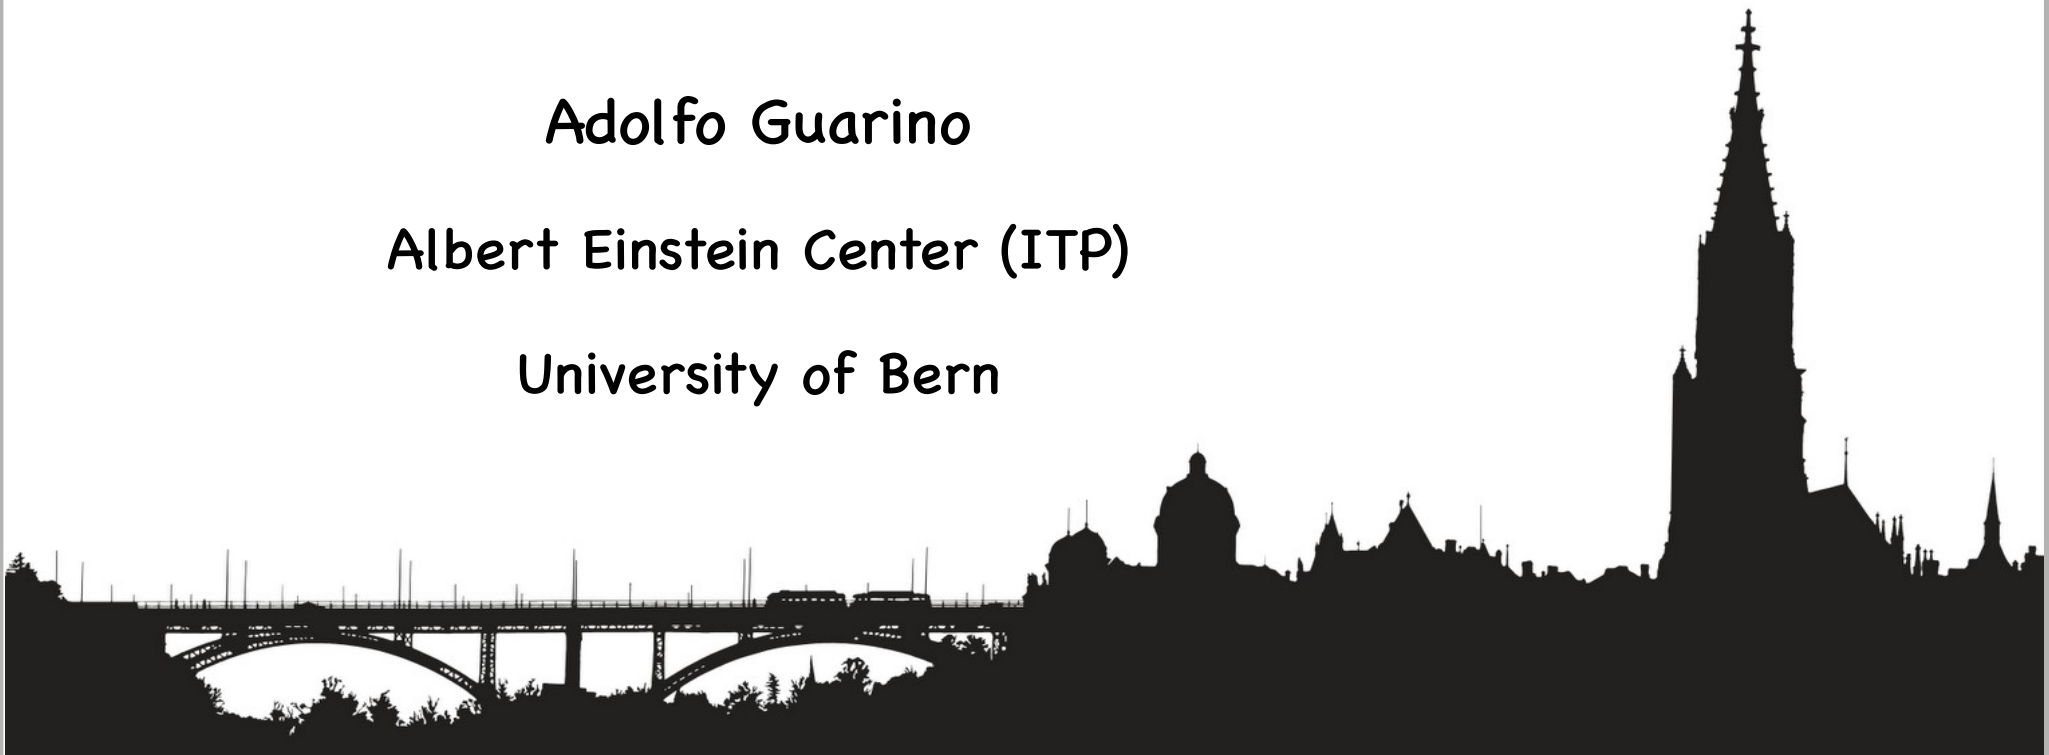 Adolfo Guarino
Albert Einstein Center (ITP)
University of Bern